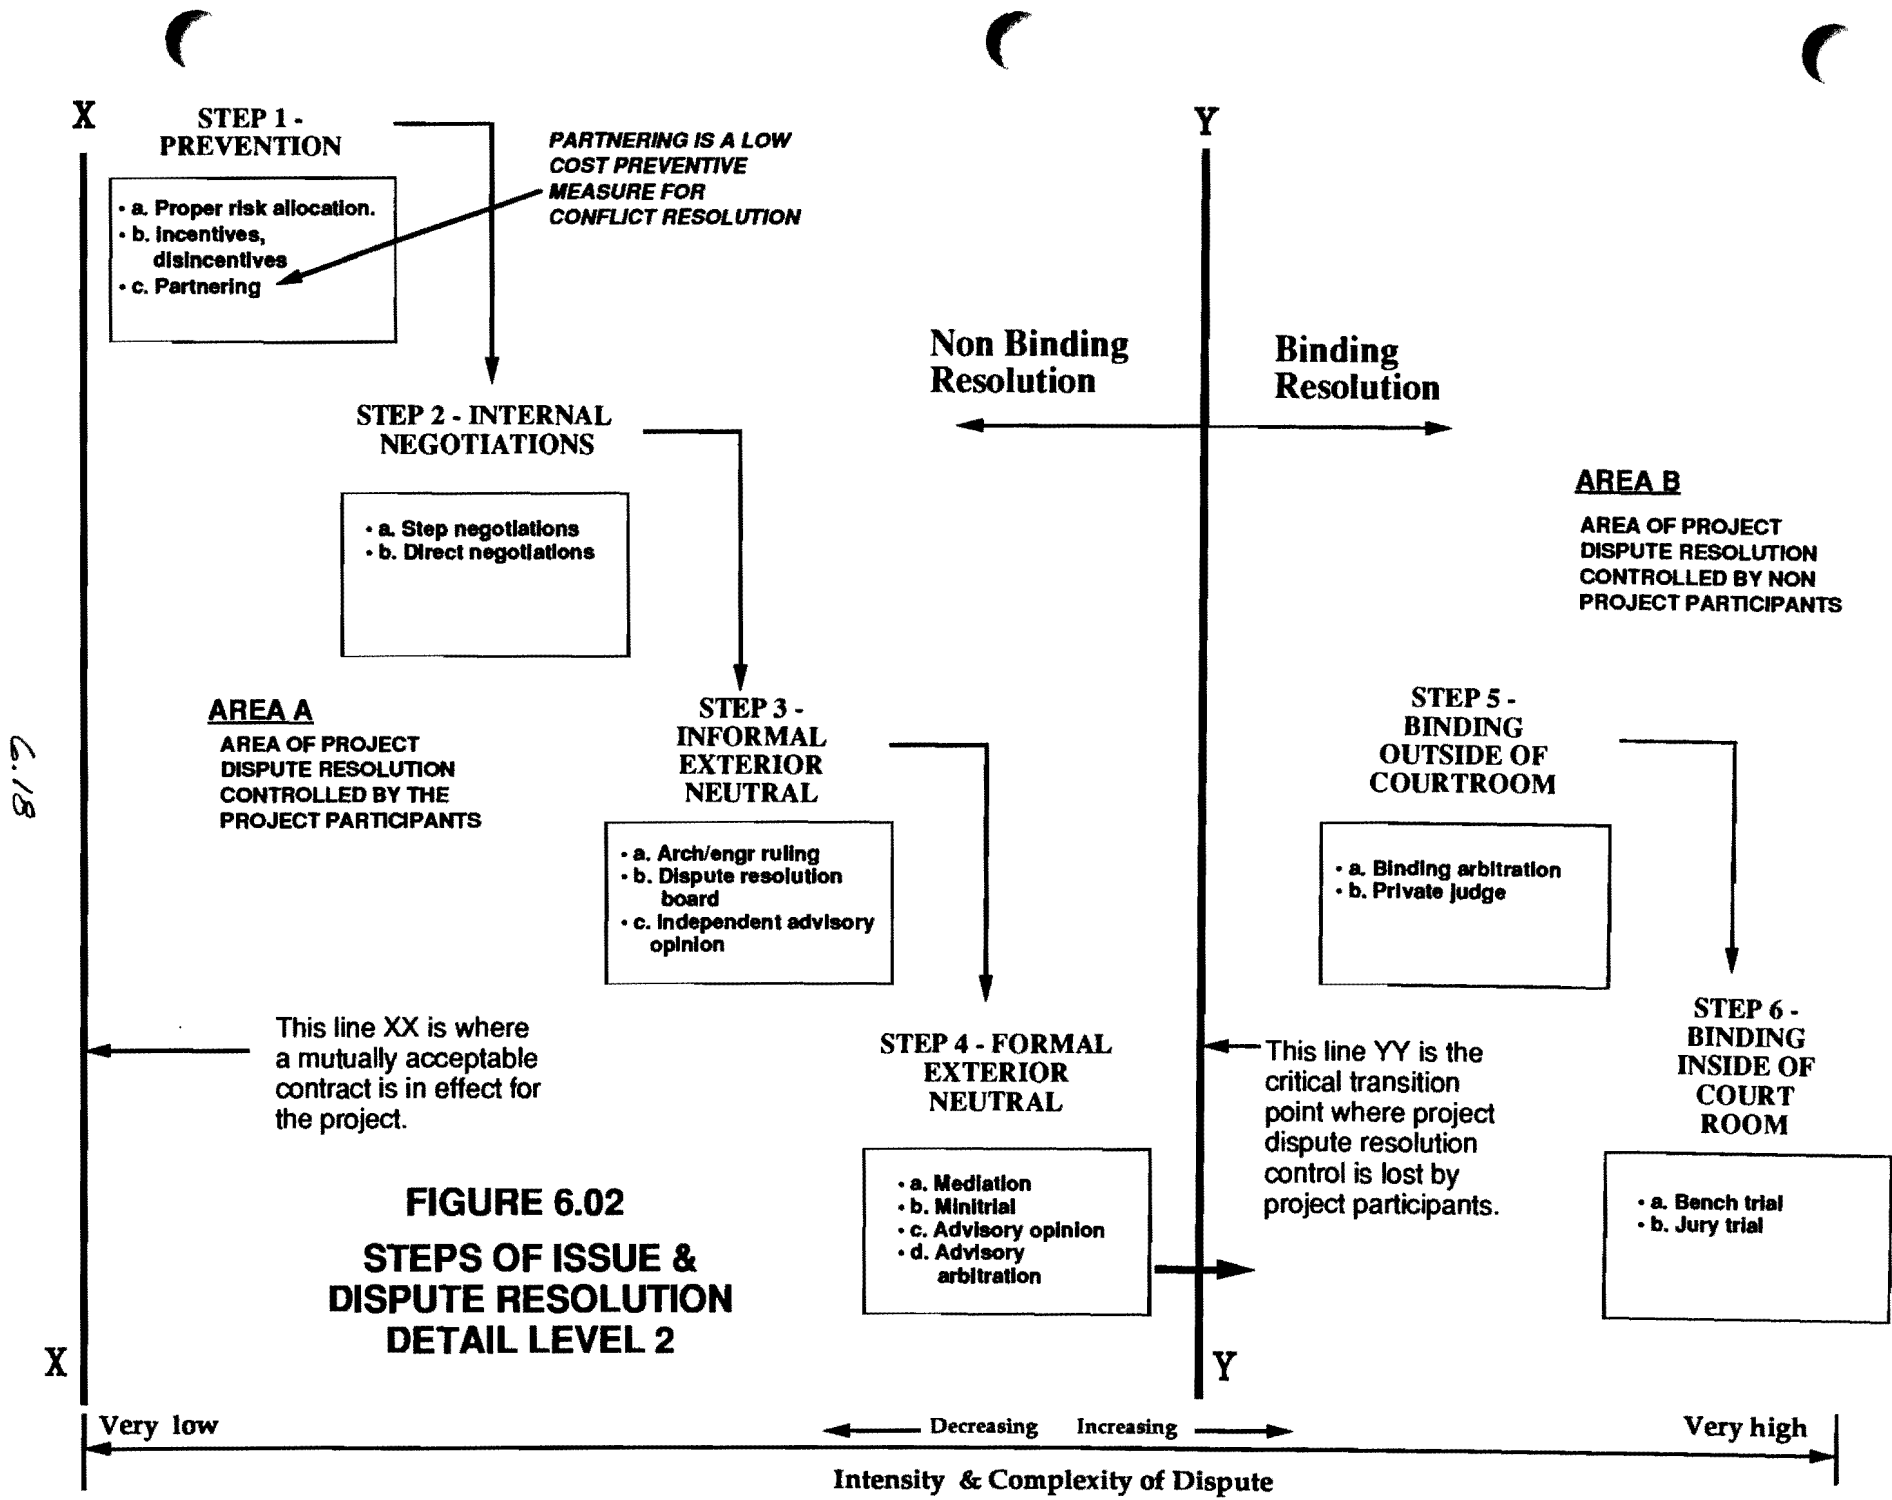 X
STEP 1 -
PREVENTION
• a. Proper risk allocation.
• b. Incentives,
disincentives
• c. Partnering
PARTNERING IS A LOW
COST PREVENTIVE
MEASURE FOR
CONFLICT RESOLUTION
Y
Non Binding
Resolution
Binding
Resolution
STEP 2 - INTERNAL
NEGOTIATIONS
• a. Step negotiations
• b. Direct negotiations
AREA B
AREA OF PROJECT
DISPUTE RESOLUTION
CONTROLLED BY NON
PROJECT PARTICIPANTS
AREA A
AREA OF PROJECT
DISPUTE RESOLUTION
CONTROLLED BY THE
PROJECT PARTICIPANTS
6.18
STEP 3 -
INFORMAL
EXTERIOR
NEUTRAL
• a. Arch/engr ruling
• b. Dispute resolution
board
• c. Independent advisory
opinion
STEP 5 -
BINDING
OUTSIDE OF
COURTROOM
• a. Binding arbitration
• b. Private judge
This line XX is where
a mutually acceptable
contract is in effect for
the project.
STEP 4 - FORMAL
EXTERIOR
NEUTRAL
• a. Mediation
• b. Minitrial
• c. Advisory opinion
• d. Advisory
arbitration
This line YY is the
critical transition
point where project
dispute resolution
control is lost by
project participants.
STEP 6 -
BINDING
INSIDE OF
COURT
ROOM
• a. Bench trial
• b. Jury trial
FIGURE 6.02
STEPS OF ISSUE &
DISPUTE RESOLUTION
DETAIL LEVEL 2
X
Y
Very low
Decreasing Increasing
Very high
Intensity & Complexity of Dispute